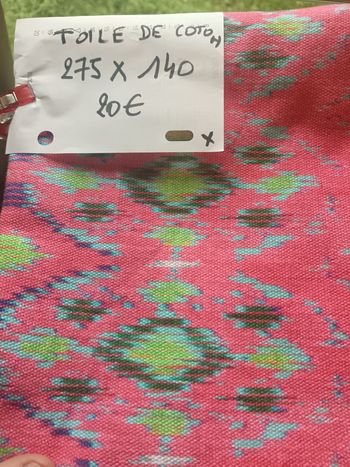 TOILE DE COTON
275 X 140
20€
X